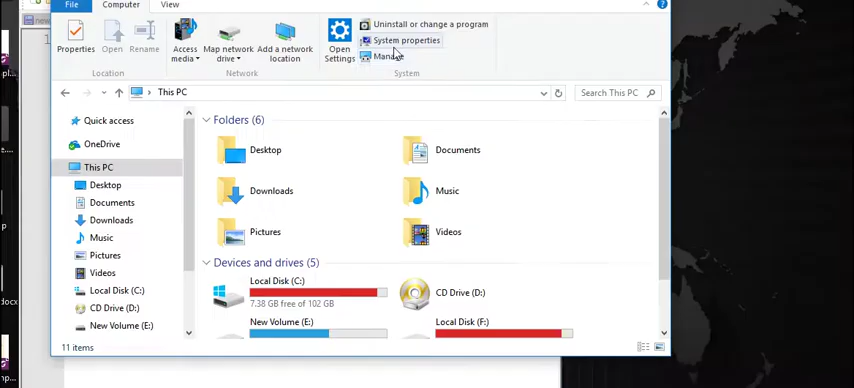 File
Computer
View
Properties
Open
Rename
Access media
Map network drive
Add a network location
Open Settings
Uninstall or change a program
System properties
Manage
Location
Network
System
This PC
Search This PC
Quick access
OneDrive
This PC
Desktop
Documents
Downloads
Music
Pictures
Videos
Local Disk (C:)
CD Drive (D:)
New Volume (E:)
Folders (6)
Desktop
Documents
Downloads
Music
Pictures
Videos
Devices and drives (5)
Local Disk (C:)
7.38 GB free of 102 GB
CD Drive (D:)
New Volume (E:)
Local Disk (F:)
11 items
new
1
docx